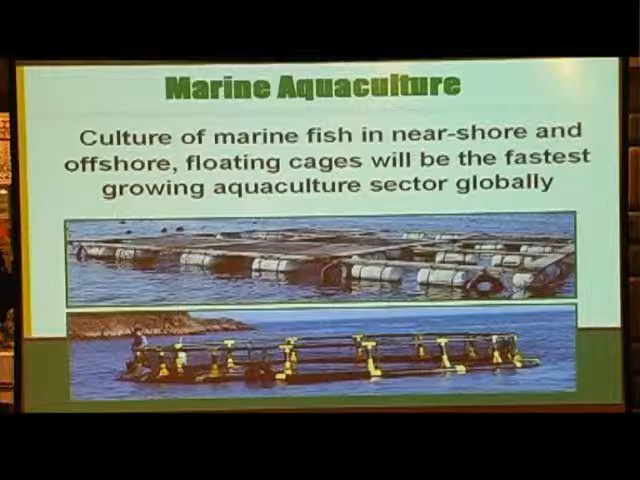 Marine Aquaculture
Culture of marine fish in near-shore and
offshore, floating cages will be the fastest
growing aquaculture sector globally